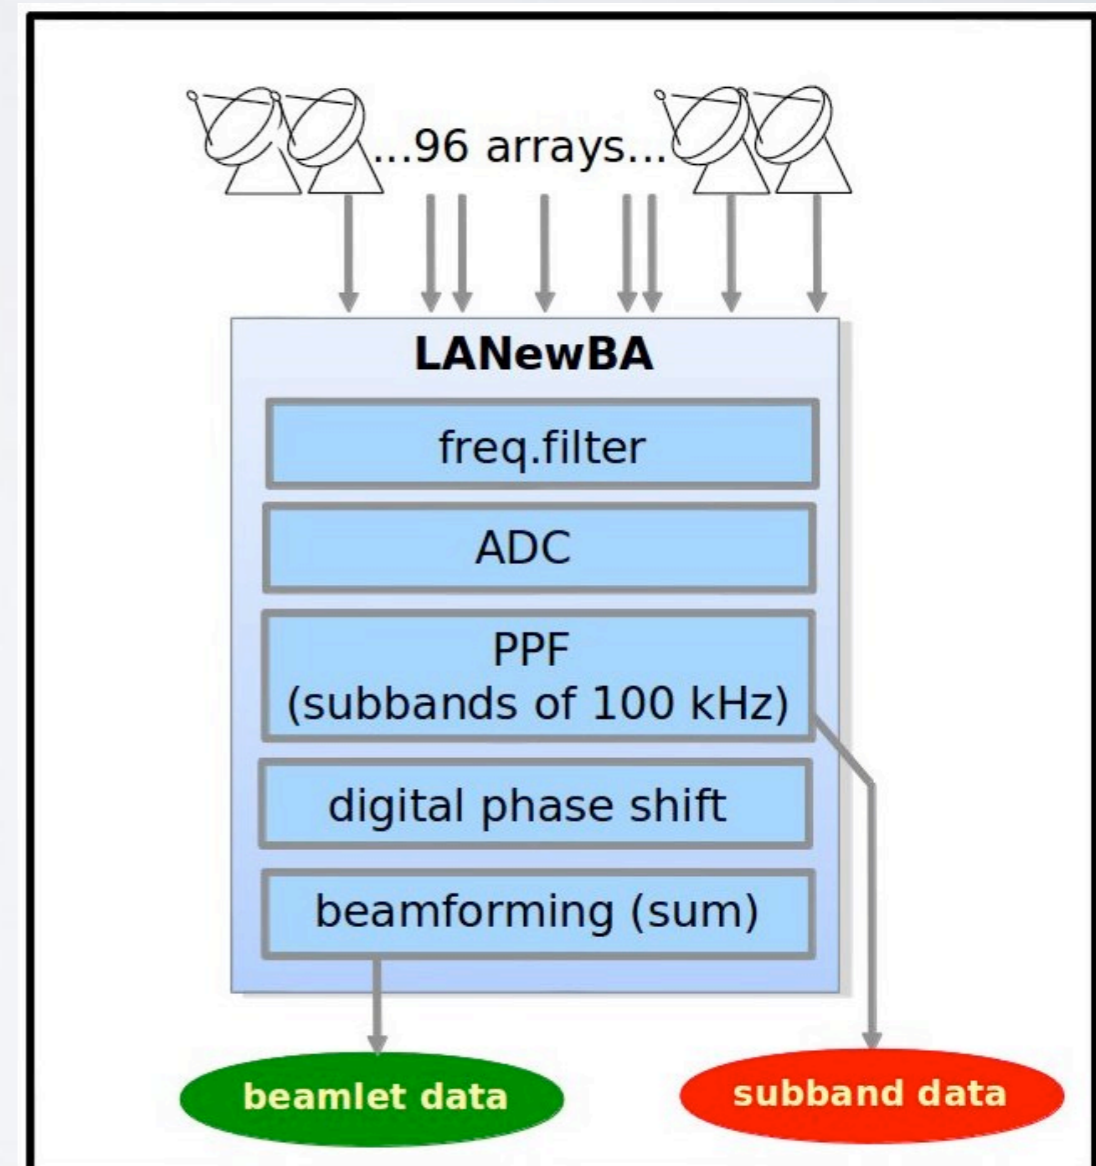 ...96 arrays...
LANewBA
freq.filter
ADC
PPF
(subbands of 100 kHz)
digital phase shift
beamforming (sum)
beamlet data
subband data